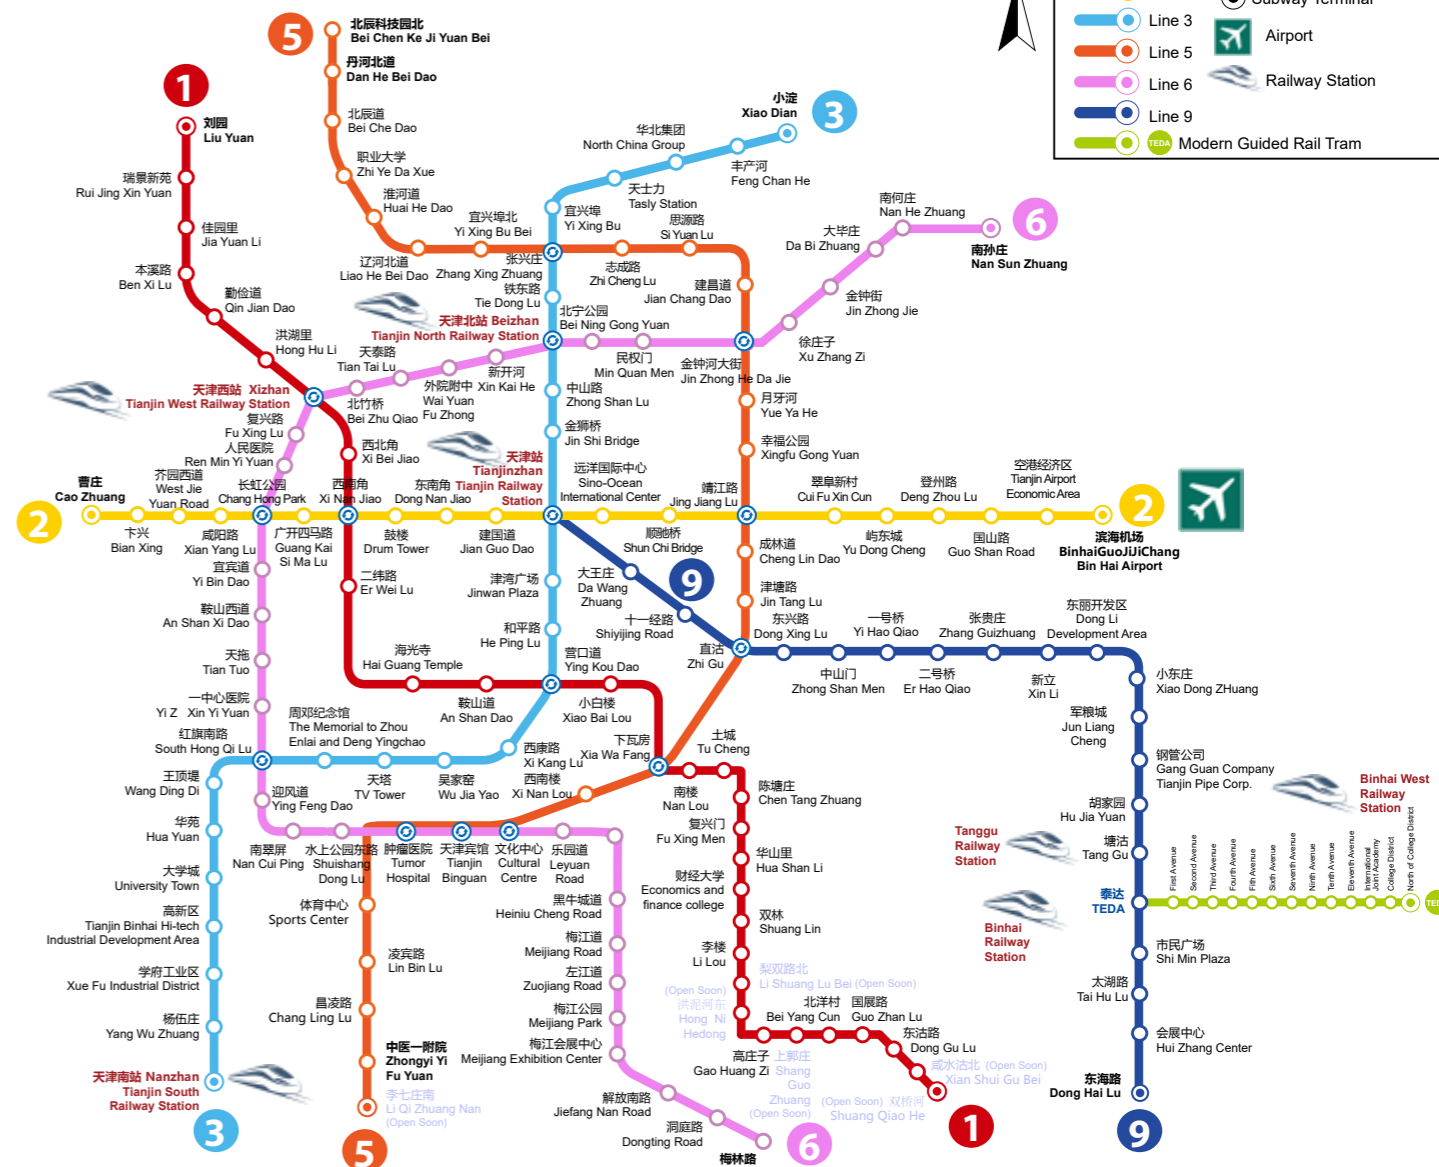 5
北辰科技园北
Bei Chen Ke Ji Yuan Bei
丹河北道
Dan He Bei Dao
北辰道
Bei Che Dao
职业大学
Zhi Ye Da Xue
淮河道
Huai He Dao
辽河北道
Liao He Bei Dao
宜兴埠北
Yi Xing Bu Bei
张兴庄
Zhang Xing Zhuang
1
刘园
Liu Yuan
瑞景新苑
Rui Jing Xin Yuan
佳园里
Jia Yuan Li
本溪路
Ben Xi Lu
勤俭道
Qin Jian Dao
洪湖里
Hong Hu Li
小淀
Xiao Dian
3
华北集团
North China Group
丰产河
Feng Chan He
天士力
Tasly Station
宜兴埠
Yi Xing Bu
思源路
Si Yuan Lu
志成路
Zhi Cheng Lu
建昌道
Jian Chang Dao
铁东路
Tie Dong Lu
Subway Terminal
Line 3
Line 5
Line 6
Line 9
Airport
Railway Station
TEDA
Modern Guided Rail Tram
南何庄
Nan He Zhuang
6
大毕庄
Da Bi Zhuang
南孙庄
Nan Sun Zhuang
金钟街
Jin Zhong Jie
徐庄子
Xu Zhang Zi
天津北站 Beizhan
Tianjin North Railway Station
北宁公园
Bei Ning Gong Yuan
民权门
Min Quan Men
金钟河大街
Jin Zhong He Da Jie
天泰路
Tian Tai Lu
新开河
Xin Kai He
外院附中
Wai Yuan
Fu Zhong
北竹桥
Bei Zhu Qiao
天津西站 Xizhan
Tianjin West Railway Station
中山路
Zhong Shan Lu
金狮桥
Jin Shi Bridge
月牙河
Yue Ya He
幸福公园
Xingfu Gong Yuan
复兴路
Fu Xing Lu
人民医院
Ren Min Yi Yuan
西北角
Xi Bei Jiao
天津站
Tianjinzhan
Tianjin Railway
Station
2
曹庄
Cao Zhuang
卞兴
Bian Xing
芥园西道
West Jie
Yuan Road
咸阳路
Xian Yang Lu
长虹公园
Chang Hong Park
广开四马路
Guang Kai
Si Ma Lu
西南角
Xi Nan Jiao
鼓楼
Drum Tower
东南角
Dong Nan Jiao
建国道
Jian Guo Dao
远洋国际中心
Sino-Ocean
International Center
顺驰桥
Shun Chi Bridge
靖江路
Jing Jiang Lu
翠阜新村
Cui Fu Xin Cun
屿东城
Yu Dong Cheng
登州路
Deng Zhou Lu
国山路
Guo Shan Road
空港经济区
Tianjin Airport
Economic Area
2
滨海机场
BinhaiGuoJiJiChang
Bin Hai Airport
宜宾道
Yi Bin Dao
鞍山西道
An Shan Xi Dao
天拖
Tian Tuo
一中心医院
Yi Z Xin Yi Yuan
红旗南路
South Hong Qi Lu
二纬路
Er Wei Lu
海光寺
Hai Guang Temple
鞍山道
An Shan Dao
津湾广场
Jinwan Plaza
和平路
He Ping Lu
营口道
Ying Kou Dao
小白楼
Xiao Bai Lou
下瓦房
Xia Wa Fang
大王庄
Da Wang
Zhuang
9
十一经路
Shiyijing Road
成林道
Cheng Lin Dao
津塘路
Jin Tang Lu
直沽
Zhi Gu
东兴路
Dong Xing Lu
中山门
Zhong Shan Men
一号桥
Yi Hao Qiao
二号桥
Er Hao Qiao
张贵庄
Zhang Guizhuang
新立
Xin Li
东丽开发区
Dong Li
Development Area
小东庄
Xiao Dong ZHuang
军粮城
Jun Liang
Cheng
钢管公司
Gang Guan Company
Tianjin Pipe Corp.
胡家园
Hu Jia Yuan
塘沽
Tang Gu
泰达
TEDA
市民广场
Shi Min Plaza
太湖路
Tai Hu Lu
会展中心
Hui Zhang Center
东海路
Dong Hai Lu
9
Binhai West
Railway
Station
Tanggu
Railway
Station
Binhai
Railway
Station
First Avenue
Second Avenue
Third Avenue
Fourth Avenue
Fith Avenue
Sixth Avenue
Seventh Avenue
Ninth Avenue
Tenth Avenue
Eleventh Avenue
International
Joint Academy
College District
North of College District
周邓纪念馆
The Memorial to Zhou
Enlai and Deng Yingchao
天塔
TV Tower
吴家窑
Wu Jia Yao
西康路
Xi Kang Lu
西南楼
Xi Nan Lou
王顶堤
Wang Ding Di
华苑
Hua Yuan
大学城
University Town
高新区
Tianjin Binhai Hi-tech
Industrial Development Area
学府工业区
Xue Fu Industrial District
杨伍庄
Yang Wu Zhuang
天津南站 Nanzhan
Tianjin South
Railway Station
3
迎风道
Ying Feng Dao
南翠屏
Nan Cui Ping
水上公园东路
Shuishang
Dong Lu
肿瘤医院
Tumor
Hospital
天津宾馆
Tianjin
Binguan
文化中心
Cultural
Centre
乐园道
Leyuan
Road
体育中心
Sports Center
凌宾路
Lin Bin Lu
昌凌路
Chang Ling Lu
中医一附院
Zhongyi Yi
Fu Yuan
李七庄南
Li Qi Zhuang Nan
(Open Soon)
5
黑牛城道
Heiniu Cheng Road
梅江道
Meijiang Road
左江道
Zuojiang Road
梅江公园
Meijiang Park
梅江会展中心
Meijiang Exhibition Center
解放南路
Jiefang Nan Road
洞庭路
Dongting Road
梅林路
6
土城
Tu Cheng
南楼
Nan Lou
陈塘庄
Chen Tang Zhuang
复兴门
Fu Xing Men
华山里
Hua Shan Li
财经大学
Economics and
finance college
双林
Shuang Lin
李楼
Li Lou
梨双路北
Li Shuang Lu Bei (Open Soon)
(Open Soon)
洪泥河东
Hong Ni
Hedong
高庄子
Gao Huang Zi
北洋村
Bei Yang Cun
上郭庄
Shang
Guo
Zhuang
(Open Soon)
国展路
Guo Zhan Lu
东沽路
Dong Gu Lu
咸水沽北 (Open Soon)
Xian Shui Gu Bei
(Open Soon) 双桥河
Shuang Qiao He
1